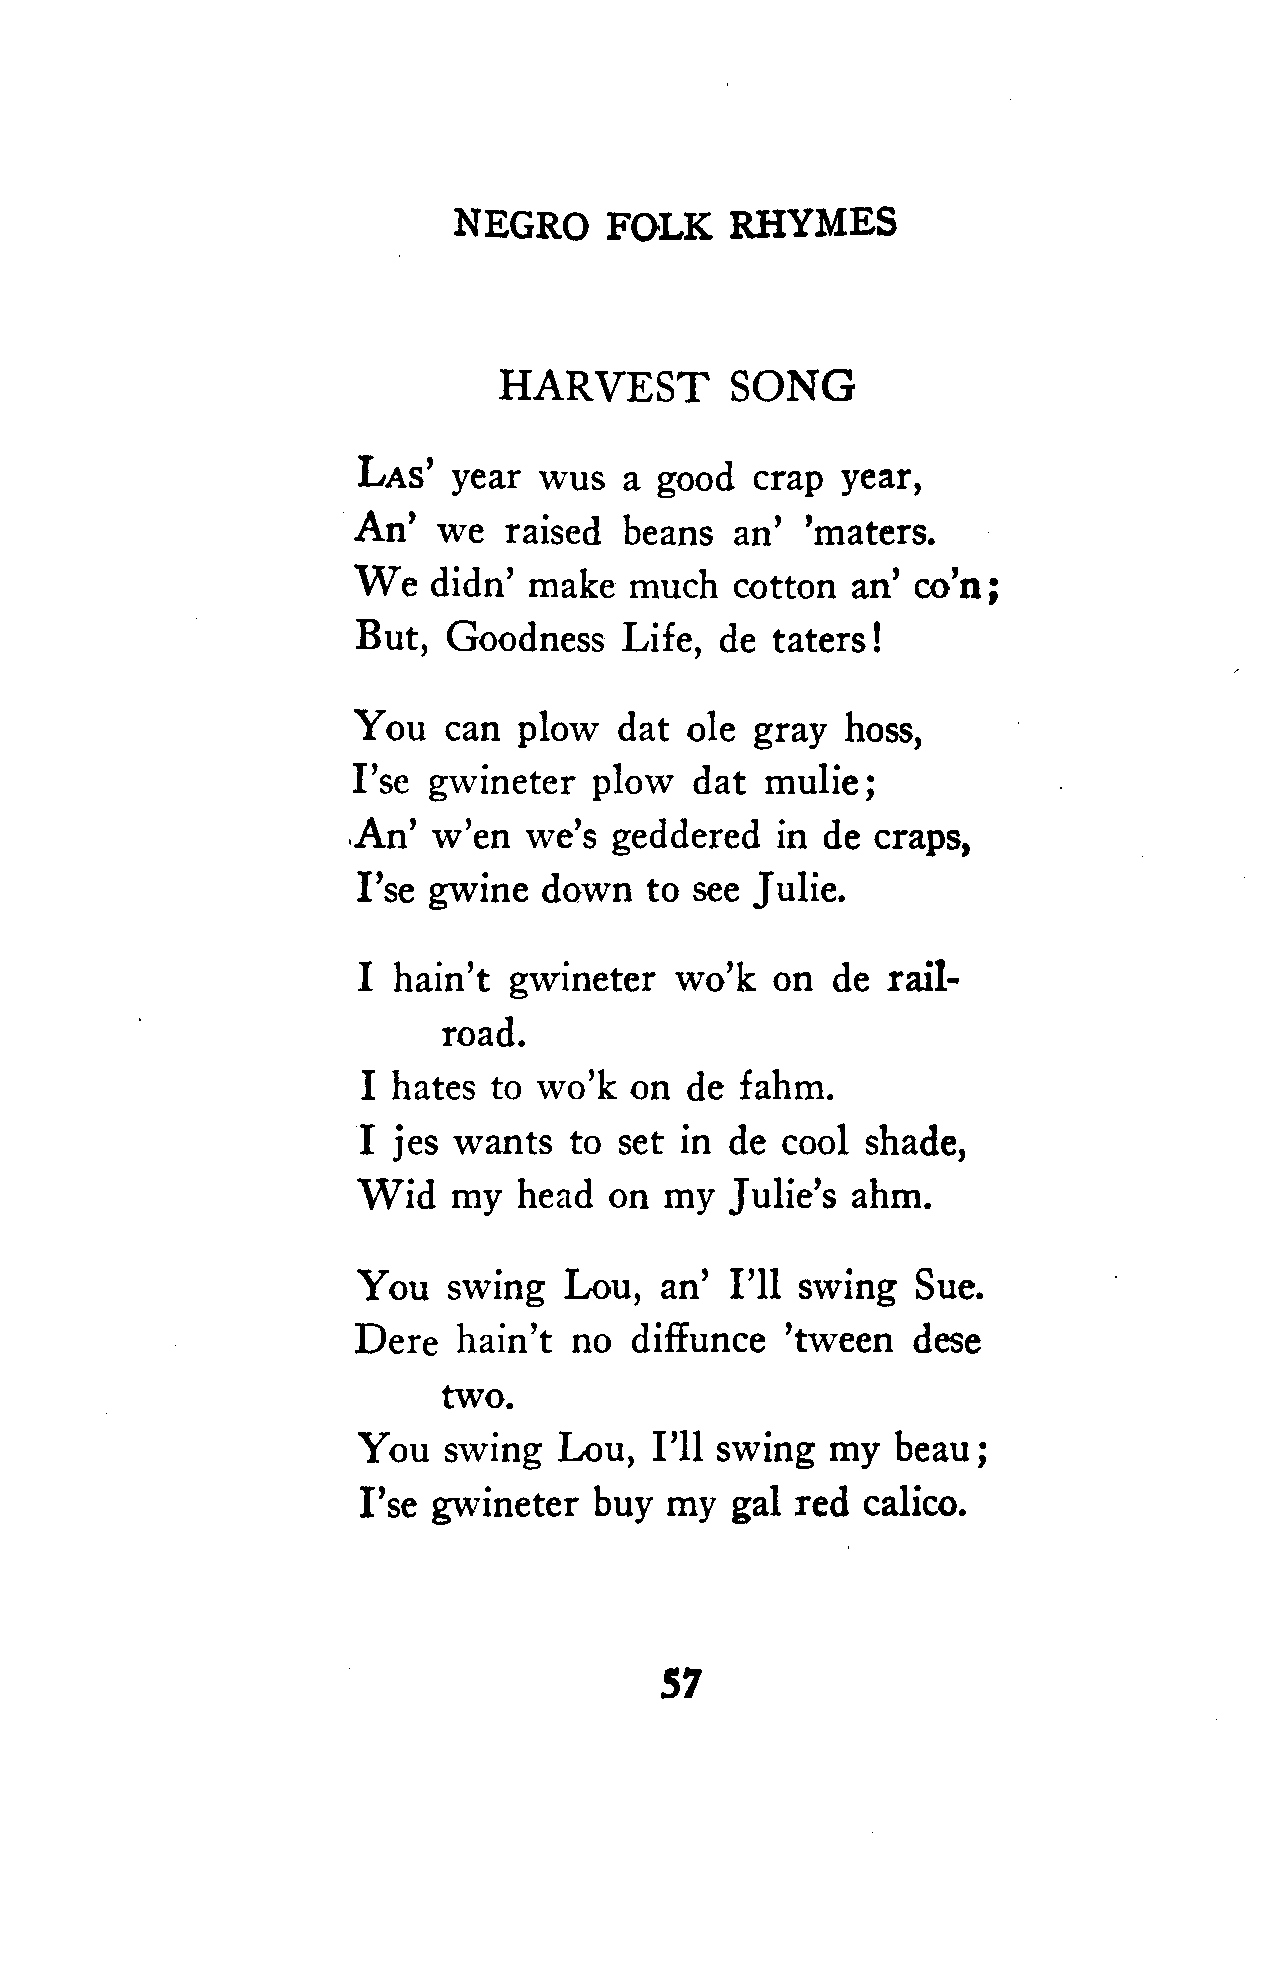 NEGRO FOLK RHYMES
HARVEST SONG
LAS' year wus a good crap year,
An' we raised beans an' 'maters.
We didn' make much cotton an' co'n;
But, Goodness Life, de taters!
You can plow dat ole gray hoss,
I'se gwineter plow dat mulie;
An' w'en we's geddered in de craps,
I'se gwine down to see Julie.
I hain't gwineter wo'k on de rail-
road.
I hates to wo'k on de fahm.
I jes wants to set in de cool shade,
Wid my head on my Julie's ahm.
You swing Lou, an' I'll swing Sue.
Dere hain't no diffunce 'tween dese
two.
You swing Lou, I'll swing my beau;
I'se gwineter buy my gal red calico.
57